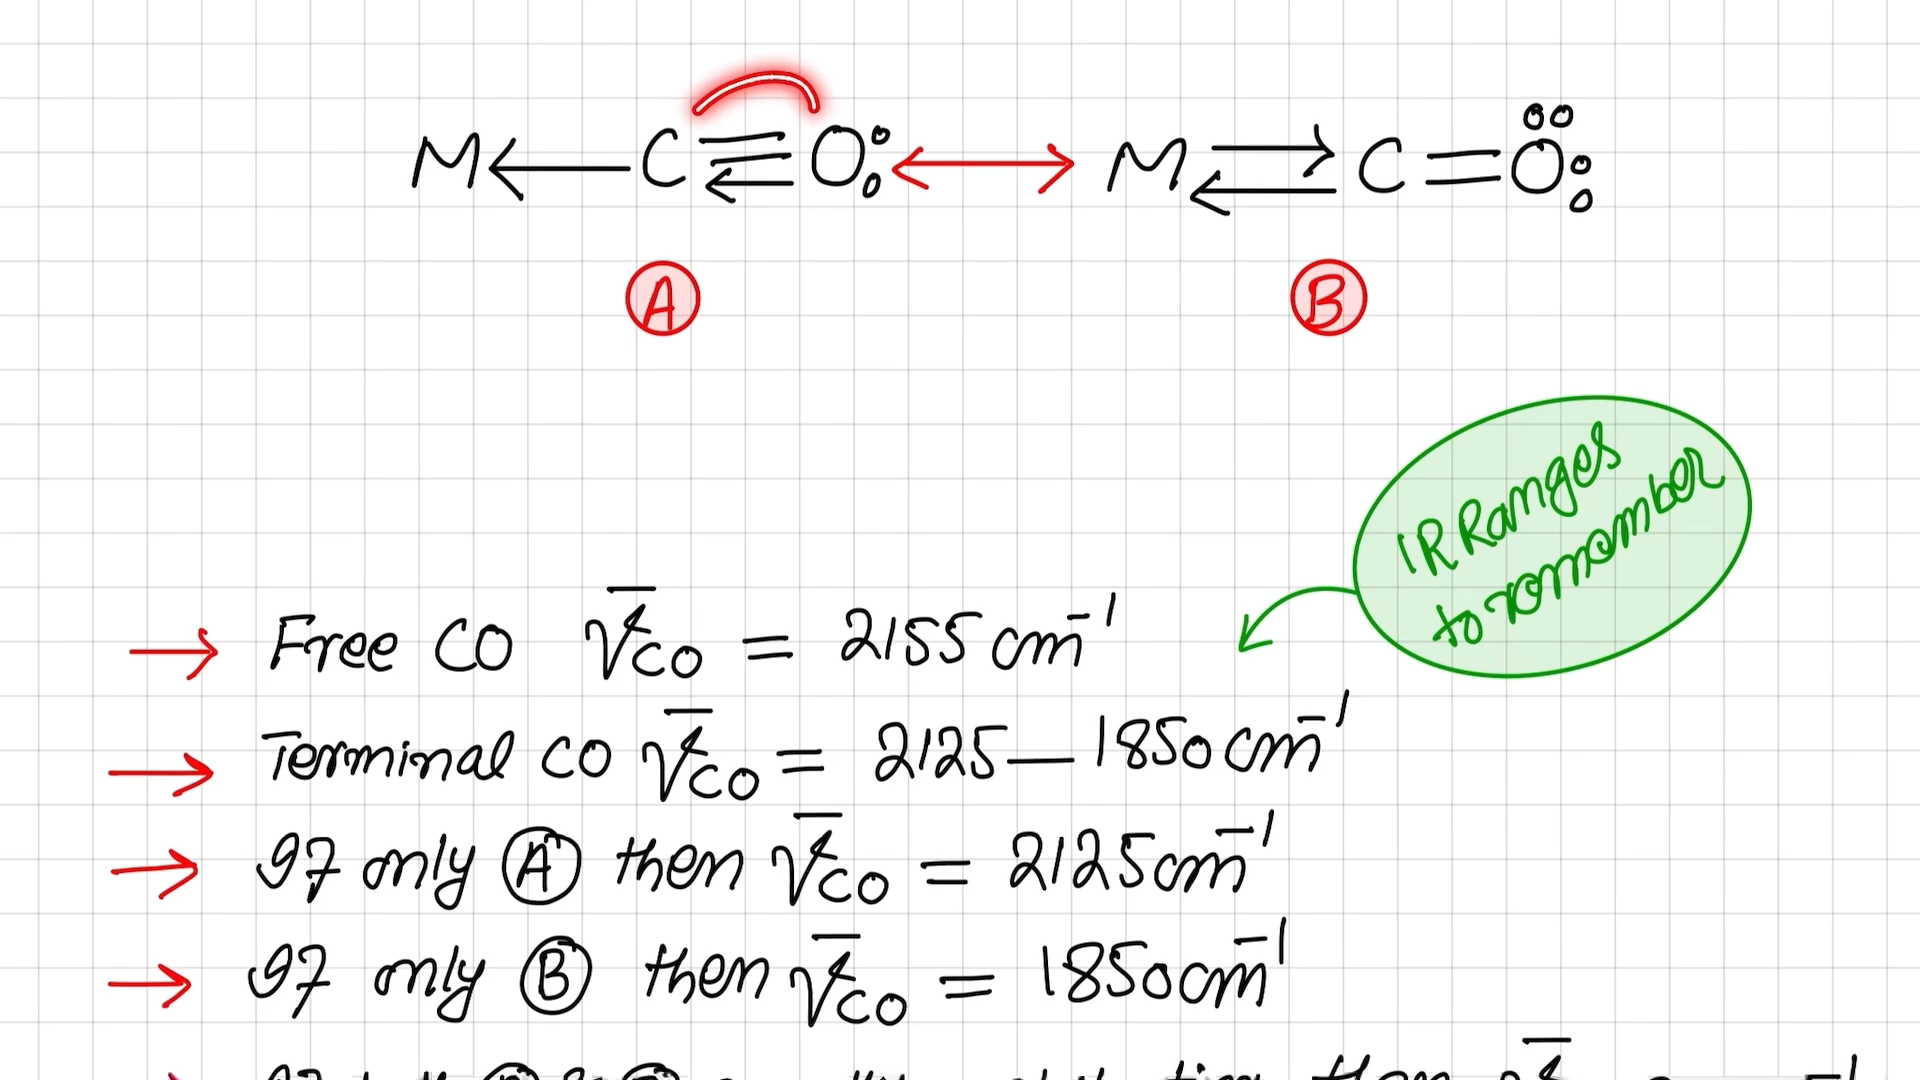 M ← C ≡ O: ↔ M ⇄ C = O::
A B
IR Ranges
to remember
→ Free CO ν̅CO = 2155 cm⁻¹
→ Terminal CO ν̅CO = 2125 — 1850 cm⁻¹
→ If only A then ν̅CO = 2125 cm⁻¹
→ If only B then ν̅CO = 1850 cm⁻¹